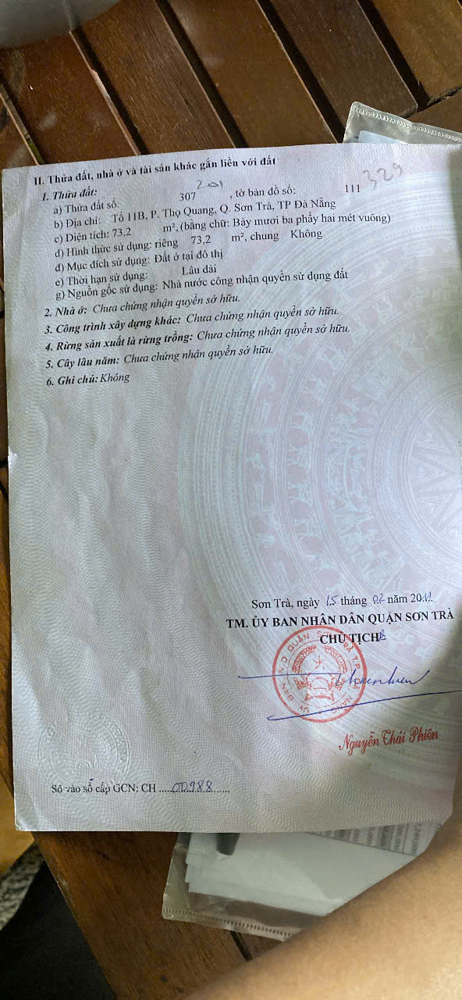 II. Thửa đất, nhà ở và tài sản khác gắn liền với đất
1. Thửa đất:
201 329
a) Thửa đất số: 307 , tờ bản đồ số: 111
b) Địa chỉ: Tổ 11B, P. Thọ Quang, Q. Sơn Trà, TP Đà Nẵng
c) Diện tích: 73,2 m², (bằng chữ: Bảy mươi ba phẩy hai mét vuông)
d) Hình thức sử dụng: riêng 73,2 m², chung Không
đ) Mục đích sử dụng: Đất ở tại đô thị
e) Thời hạn sử dụng: Lâu dài
g) Nguồn gốc sử dụng: Nhà nước công nhận quyền sử dụng đất
2. Nhà ở: Chưa chứng nhận quyền sở hữu.
3. Công trình xây dựng khác: Chưa chứng nhận quyền sở hữu.
4. Rừng sản xuất là rừng trồng: Chưa chứng nhận quyền sở hữu.
5. Cây lâu năm: Chưa chứng nhận quyền sở hữu.
6. Ghi chú: Không
Sơn Trà, ngày 15 tháng 02 năm 2011.
TM. ỦY BAN NHÂN DÂN QUẬN SƠN TRÀ
CHỦ TỊCH
Nguyễn Thái Phiên
Số vào sổ cấp GCN: CH .....00988......